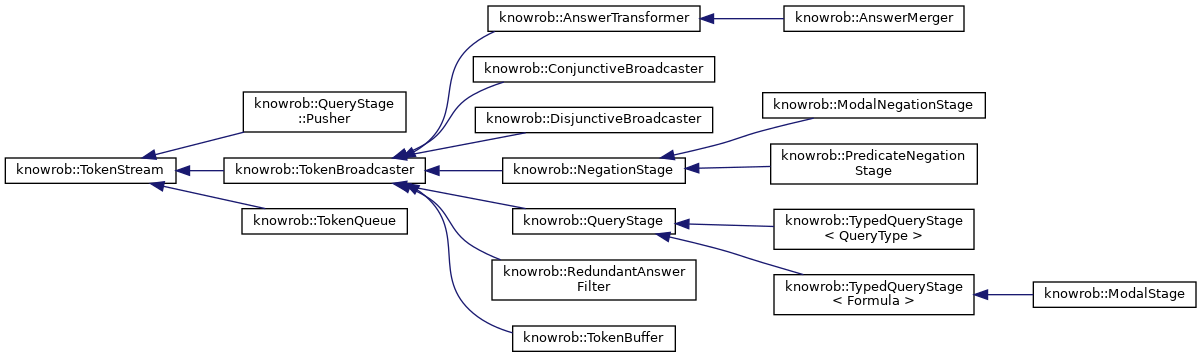 knowrob::AnswerTransformer
knowrob::AnswerMerger
knowrob::ConjunctiveBroadcaster
knowrob::QueryStage
::Pusher
knowrob::ModalNegationStage
knowrob::DisjunctiveBroadcaster
knowrob::TokenStream
knowrob::TokenBroadcaster
knowrob::NegationStage
knowrob::PredicateNegation
Stage
knowrob::TokenQueue
knowrob::QueryStage
knowrob::TypedQueryStage
< QueryType >
knowrob::RedundantAnswer
Filter
knowrob::TypedQueryStage
< Formula >
knowrob::ModalStage
knowrob::TokenBuffer